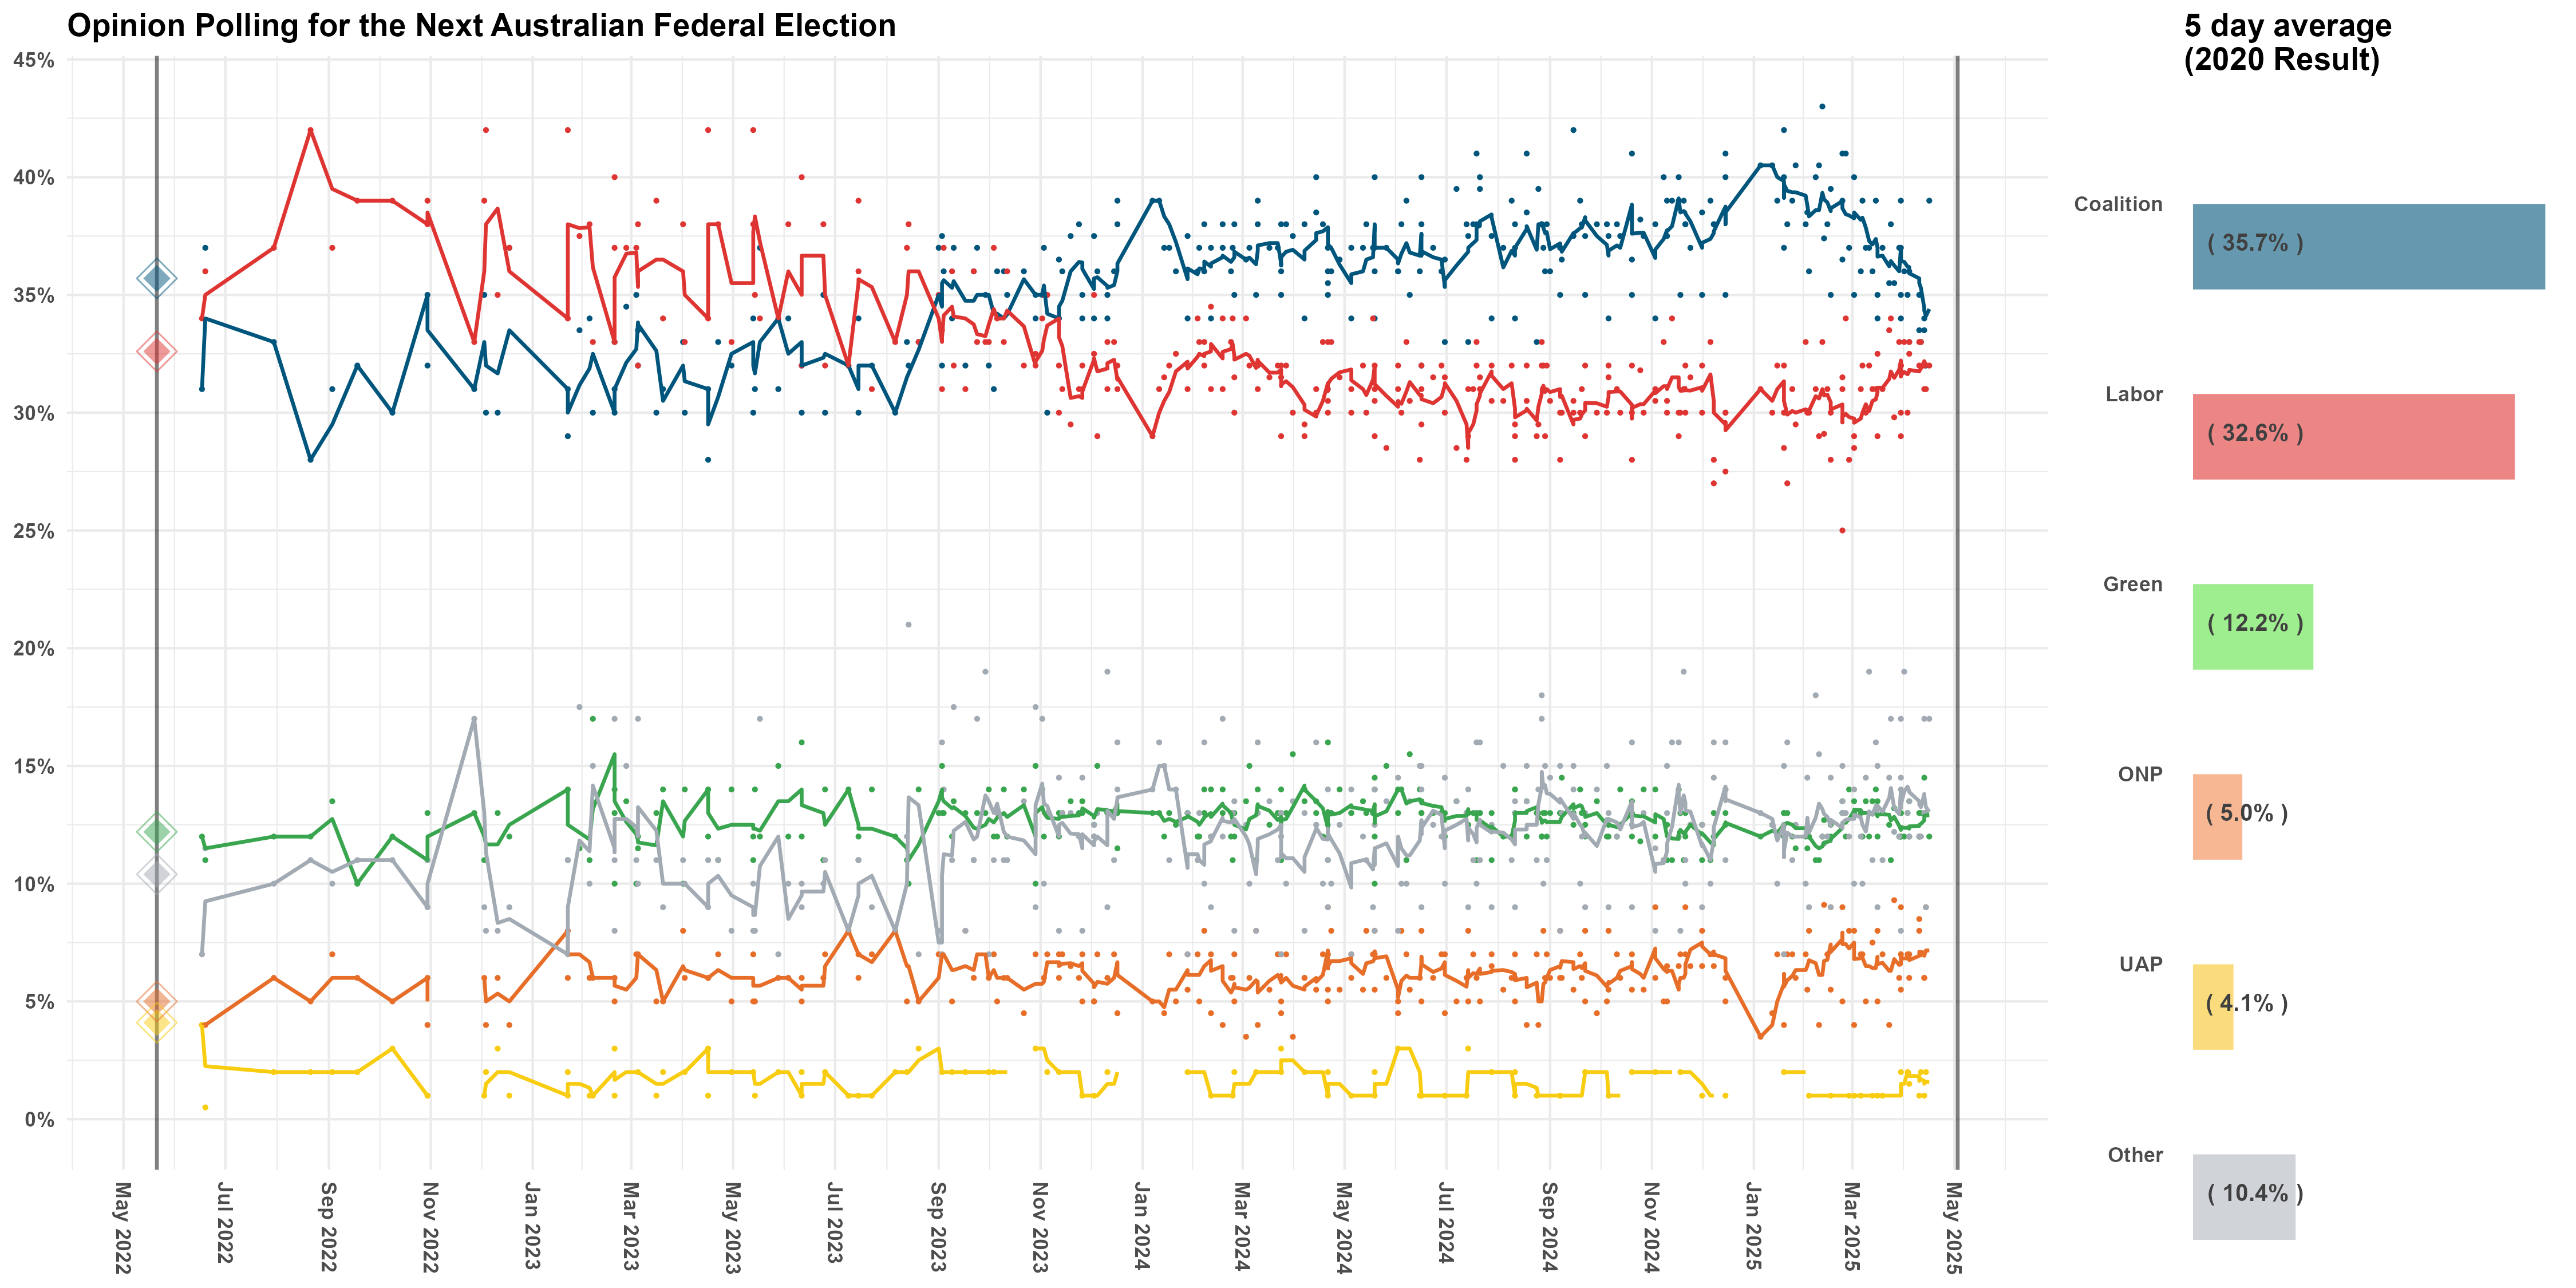 Opinion Polling for the Next Australian Federal Election
5 day average
(2020 Result)
45%
40%
35%
30%
25%
20%
15%
10%
5%
0%
May 2022
Jul 2022
Sep 2022
Nov 2022
Jan 2023
Mar 2023
May 2023
Jul 2023
Sep 2023
Nov 2023
Jan 2024
Mar 2024
May 2024
Jul 2024
Sep 2024
Nov 2024
Jan 2025
Mar 2025
May 2025
Coalition
( 35.7% )
Labor
( 32.6% )
Green
( 12.2% )
ONP
( 5.0% )
UAP
( 4.1% )
Other
( 10.4% )